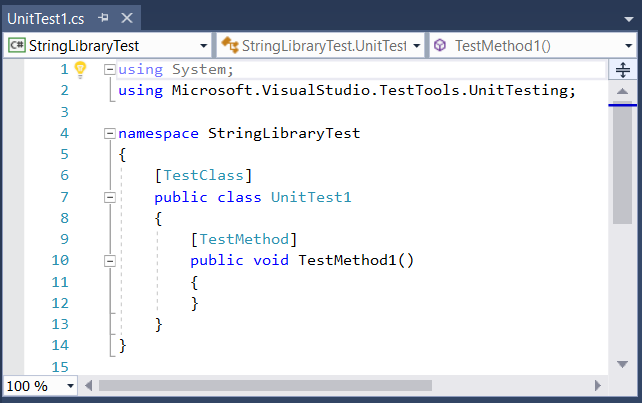 UnitTest1.cs
C# StringLibraryTest StringLibraryTest.UnitTest TestMethod1()
1 using System;
2 using Microsoft.VisualStudio.TestTools.UnitTesting;
3
4 namespace StringLibraryTest
5 {
6 [TestClass]
7 public class UnitTest1
8 {
9 [TestMethod]
10 public void TestMethod1()
11 {
12 }
13 }
14 }
15
100 %